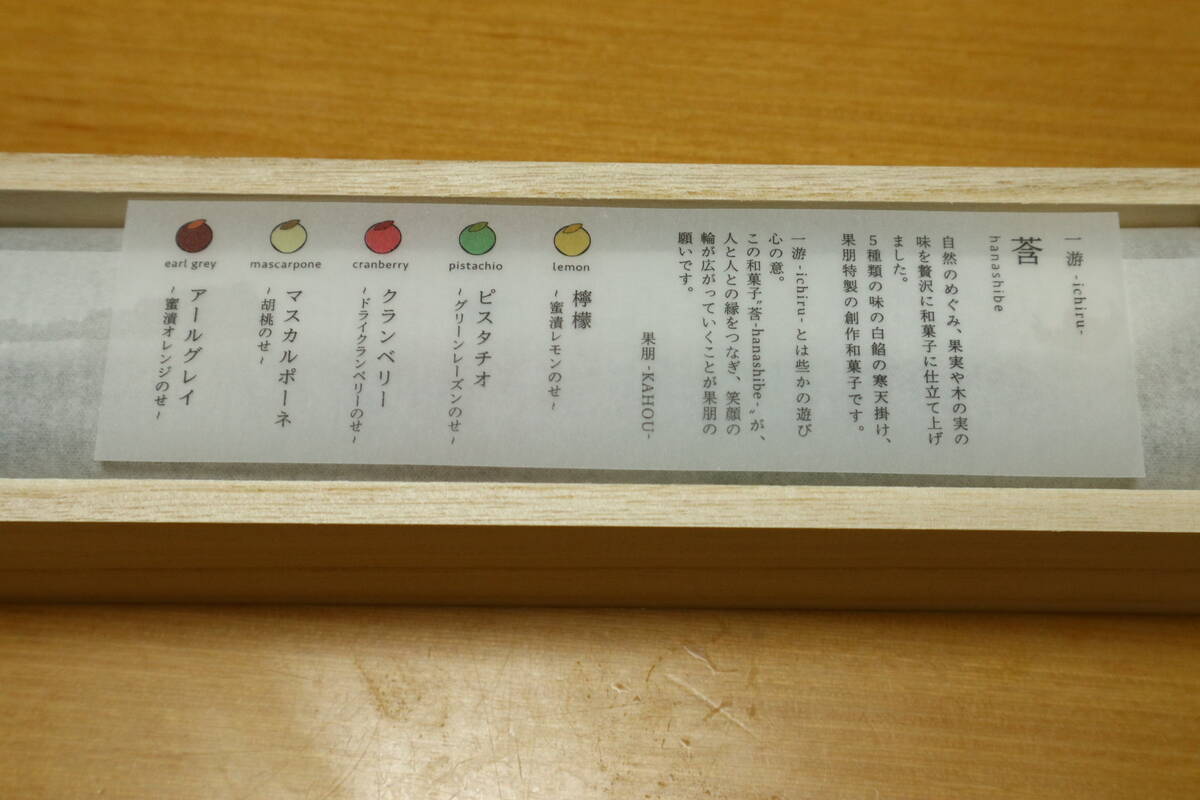 一游 -ichiru-
莟
hanashibe
自然のめぐみ、果実や木の実の
味を贅沢に和菓子に仕立て上げ
ました。
5種類の味の白餡の寒天掛け、
果朋特製の創作和菓子です。
一游 -ichiru- とは些かの遊び
心の意。
この和菓子〝莟-hanashibe-〟が、
人と人との縁をつなぎ、笑顔の
輪が広がっていくことが果朋の
願いです。
果朋 -KAHOU-
lemon
檸檬
~蜜漬レモンのせ~
pistachio
ピスタチオ
~グリーンレーズンのせ~
cranberry
クランベリー
~ドライクランベリーのせ~
mascarpone
マスカルポーネ
~胡桃のせ~
earl grey
アールグレイ
~蜜漬オレンジのせ~